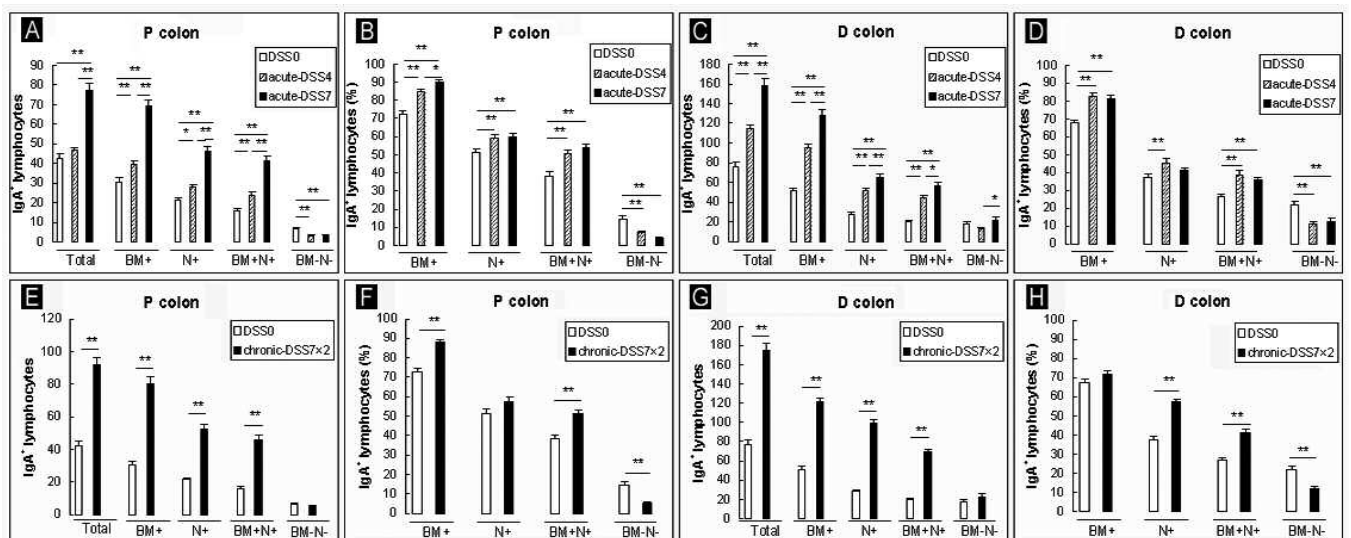 A
P colon
DSS0
acute-DSS4
acute-DSS7
IgA+ lymphocytes
90
80
70
60
50
40
30
20
10
0
** ** ** ** ** ** * ** ** ** ** ** **
Total BM+ N+ BM+N+ BM-N-
B
P colon
DSS0
acute-DSS4
acute-DSS7
IgA+ lymphocytes (%)
100
90
80
70
60
50
40
30
20
10
0
** ** * ** ** ** ** ** **
BM+ N+ BM+N+ BM-N-
C
D colon
DSS0
acute-DSS4
acute-DSS7
IgA+ lymphocytes
180
160
140
120
100
80
60
40
20
0
** ** ** ** ** ** ** ** ** ** * *
Total BM+ N+ BM+N+ BM-N-
D
D colon
DSS0
acute-DSS4
acute-DSS7
IgA+ lymphocytes (%)
100
90
80
70
60
50
40
30
20
10
0
** ** ** ** ** ** **
BM+ N+ BM+N+ BM-N-
E
P colon
DSS0
chronic-DSS7×2
IgA+ lymphocytes
120
100
80
60
40
20
0
** ** ** **
Total BM+ N+ BM+N+ BM-N-
F
P colon
DSS0
chronic-DSS7×2
IgA+ lymphocytes (%)
100
90
80
70
60
50
40
30
20
10
0
** ** **
BM+ N+ BM+N+ BM-N-
G
D colon
DSS0
chronic-DSS7×2
IgA+ lymphocytes
200
180
160
140
120
100
80
60
40
20
0
** ** ** **
Total BM+ N+ BM+N+ BM-N-
H
D colon
DSS0
chronic-DSS7×2
IgA+ lymphocytes (%)
100
90
80
70
60
50
40
30
20
10
0
** ** **
BM+ N+ BM+N+ BM-N-